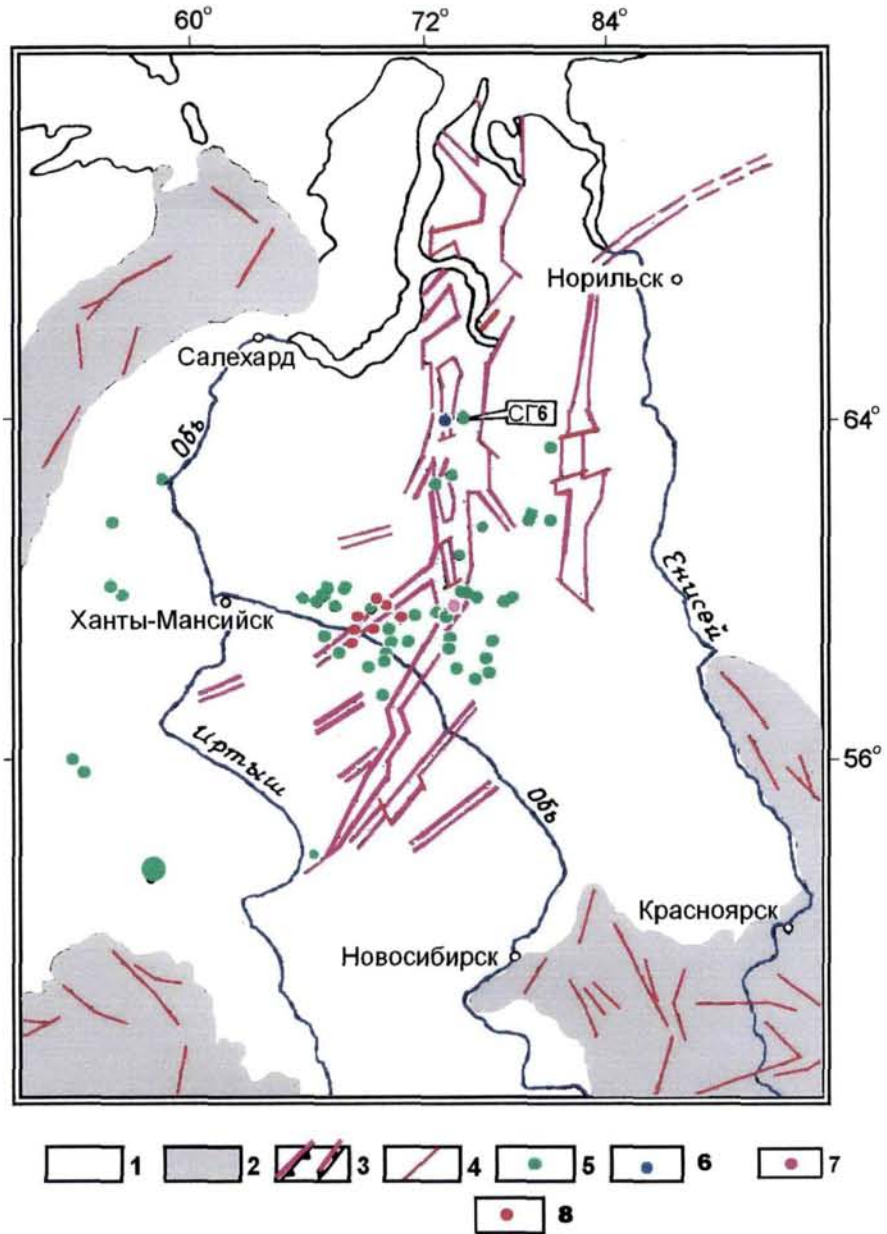 60° 72° 84°
Норильск
Салехард
СГ6
64°
Обь
Енисей
Ханты-Мансийск
Иртыш
56°
Обь
Красноярск
Новосибирск
1 2 3 4 5 6 7
8